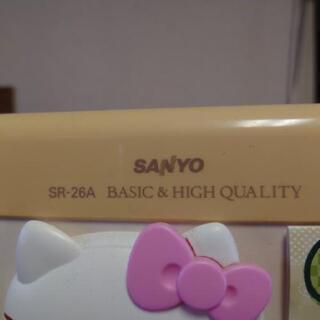 SANYO
SR-26A BASIC & HIGH QUALITY